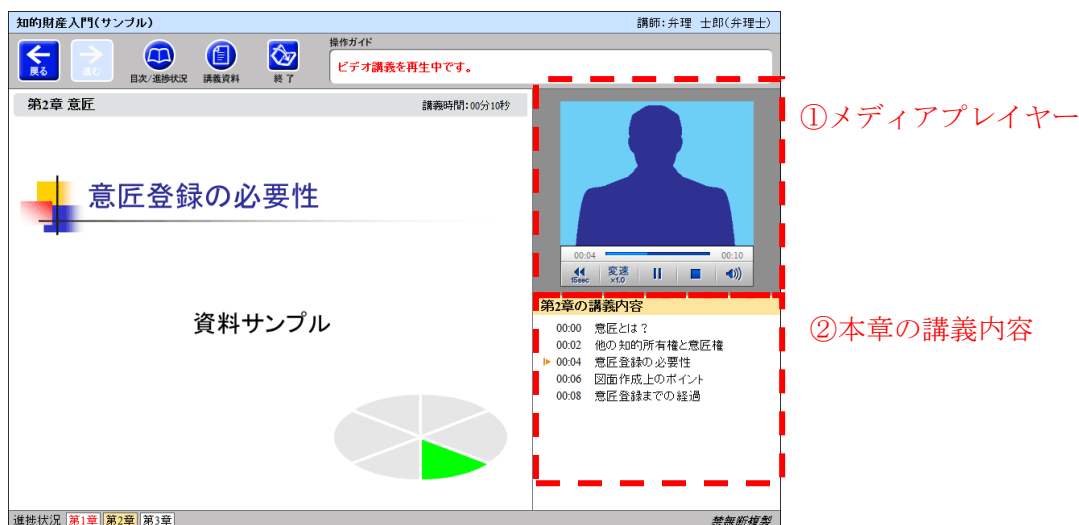 知的財産入門(サンプル)
講師:弁理 士郎(弁理士)
戻る
進む
目次/進捗状況
講義資料
終了
操作ガイド
ビデオ講義を再生中です。
第2章 意匠
講義時間:00分10秒
意匠登録の必要性
資料サンプル
00:04
00:10
15sec
変速
×1.0
①メディアプレイヤー
第2章の講義内容
00:00 意匠とは?
00:02 他の知的所有権と意匠権
00:04 意匠登録の必要性
00:06 図面作成上のポイント
00:08 意匠登録までの経過
②本章の講義内容
進捗状況 第1章 第2章 第3章
禁無断複製